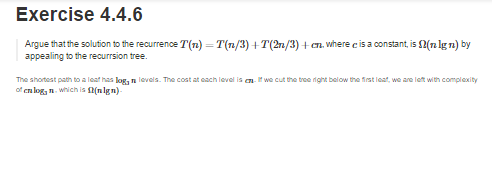 Exercise 4.4.6
Argue that the solution to the recurrence T(n) = T(n/3) + T(2n/3) + cn, where c is a constant, is Ω(n lg n) by
appealing to the recurrsion tree.
The shortest path to a leaf has log₃ n levels. The cost at each level is cn. If we cut the tree right below the first leaf, we are left with complexity
of cn log₃ n, which is Ω(n lg n).